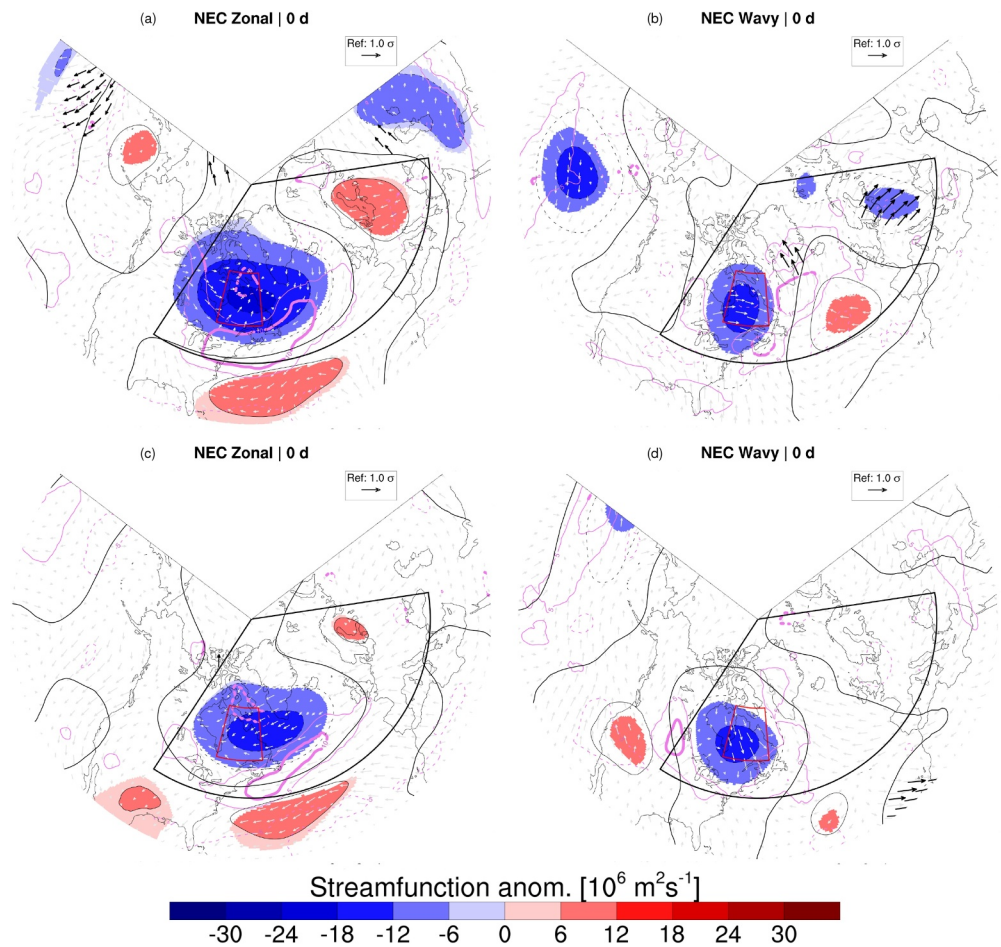 (a) NEC Zonal | 0 d
Ref: 1.0 σ
(b) NEC Wavy | 0 d
Ref: 1.0 σ
(c) NEC Zonal | 0 d
Ref: 1.0 σ
(d) NEC Wavy | 0 d
Ref: 1.0 σ
Streamfunction anom. [10⁶ m²s⁻¹]
-30 -24 -18 -12 -6 0 6 12 18 24 30